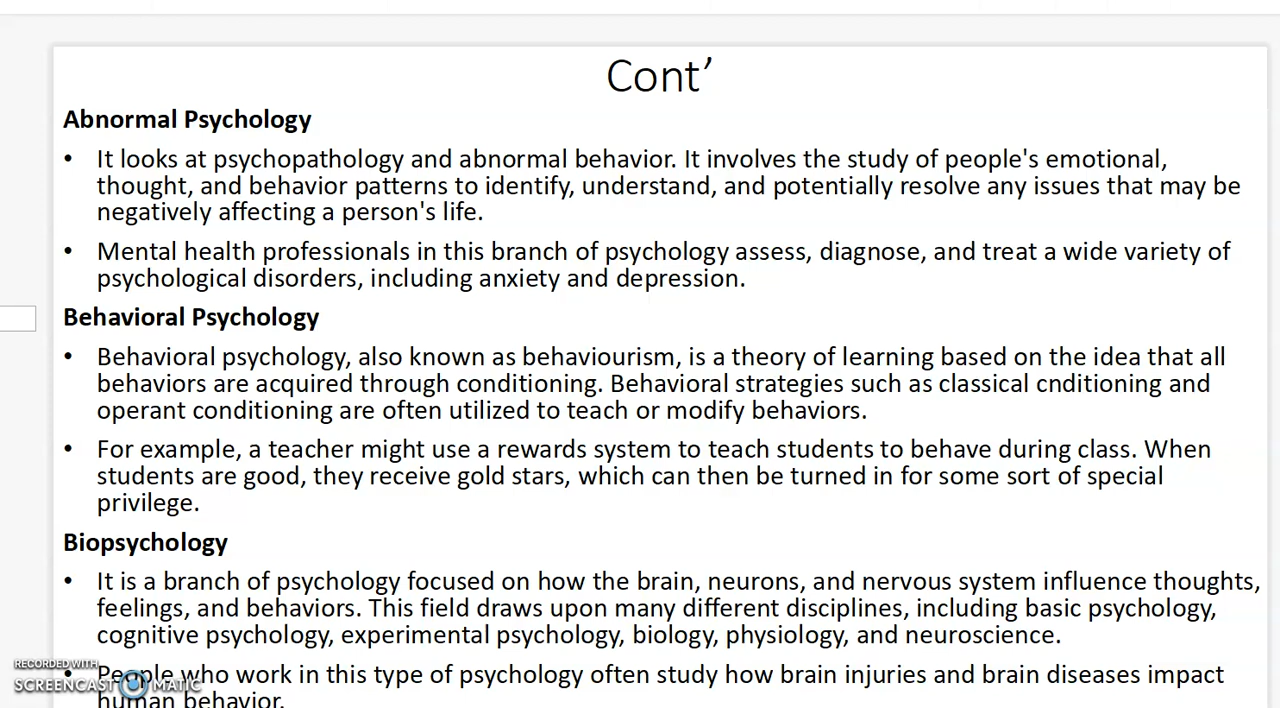 Cont’
Abnormal Psychology
• It looks at psychopathology and abnormal behavior. It involves the study of people's emotional,
thought, and behavior patterns to identify, understand, and potentially resolve any issues that may be
negatively affecting a person's life.
• Mental health professionals in this branch of psychology assess, diagnose, and treat a wide variety of
psychological disorders, including anxiety and depression.
Behavioral Psychology
• Behavioral psychology, also known as behaviourism, is a theory of learning based on the idea that all
behaviors are acquired through conditioning. Behavioral strategies such as classical cnditioning and
operant conditioning are often utilized to teach or modify behaviors.
• For example, a teacher might use a rewards system to teach students to behave during class. When
students are good, they receive gold stars, which can then be turned in for some sort of special
privilege.
Biopsychology
• It is a branch of psychology focused on how the brain, neurons, and nervous system influence thoughts,
feelings, and behaviors. This field draws upon many different disciplines, including basic psychology,
cognitive psychology, experimental psychology, biology, physiology, and neuroscience.
• People who work in this type of psychology often study how brain injuries and brain diseases impact
human behavior.
RECORDED WITH
SCREENCAST MATIC